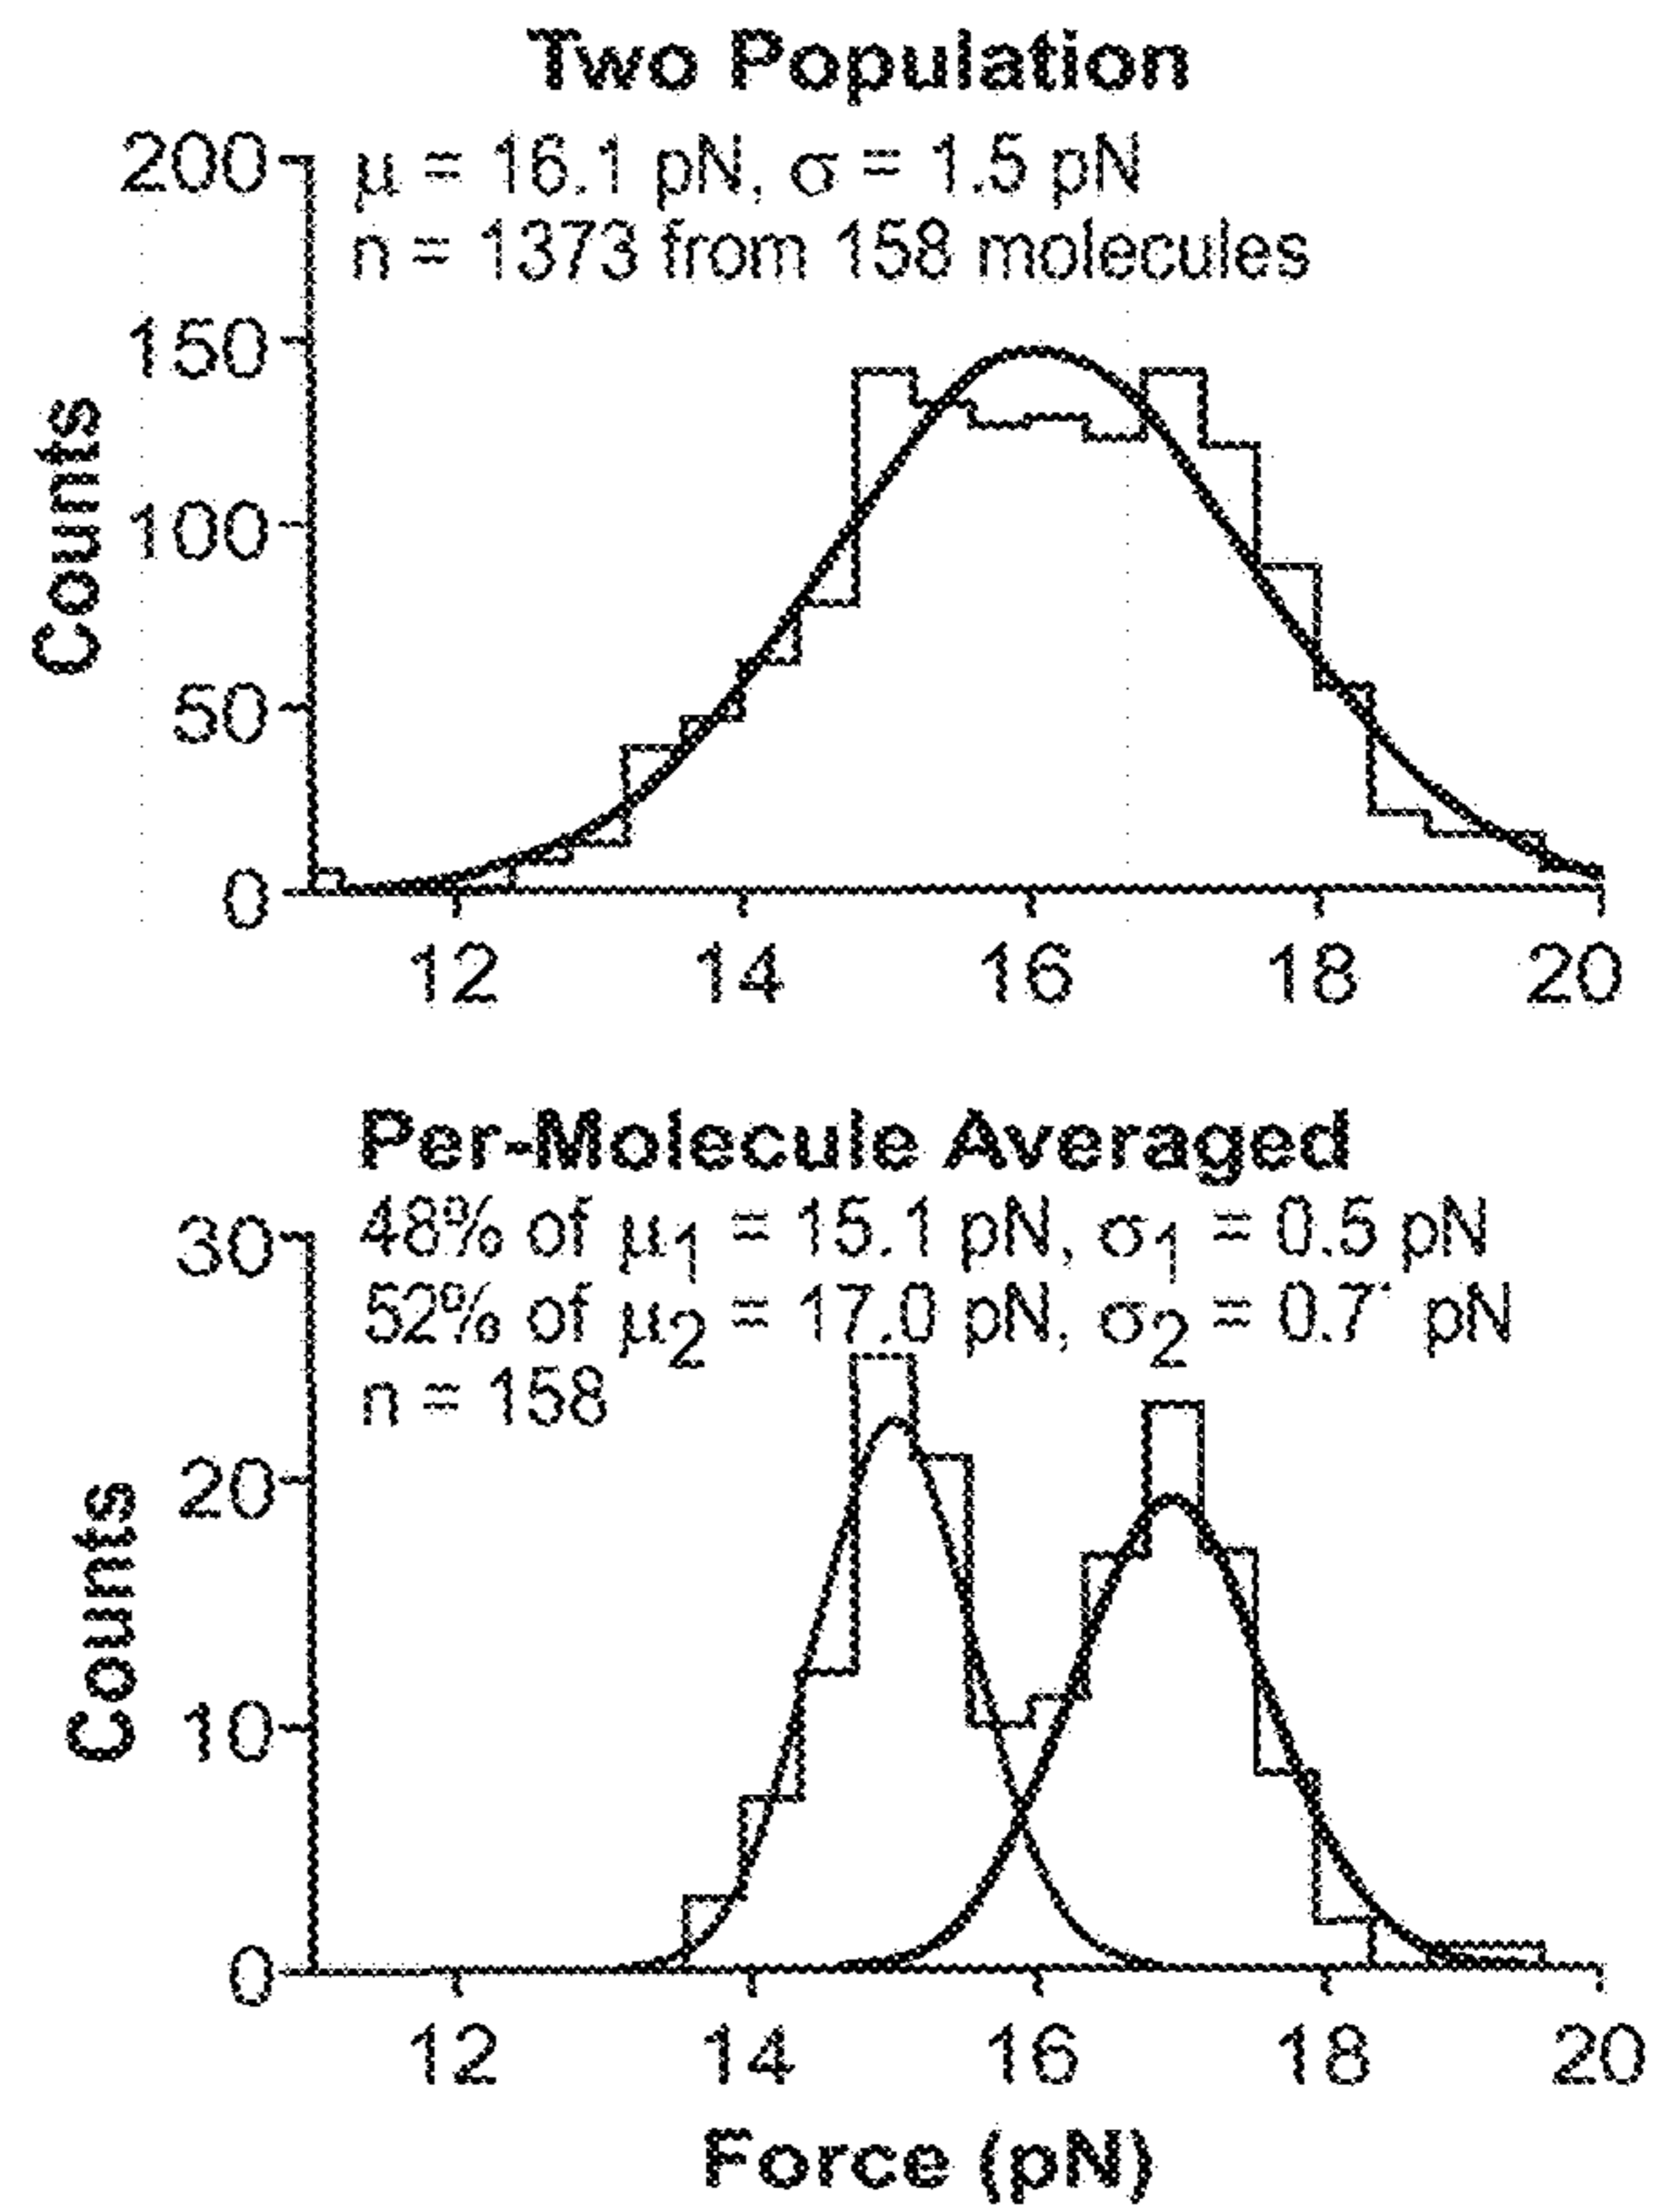 Two Population
μ = 16.1 pN, σ = 1.5 pN
n = 1373 from 158 molecules
200
150
100
50
0
Counts
12 14 16 18 20
Per-Molecule Averaged
48% of μ1 = 15.1 pN, σ1 = 0.5 pN
52% of μ2 = 17.0 pN, σ2 = 0.7 pN
n = 158
30
20
10
0
Counts
12 14 16 18 20
Force (pN)